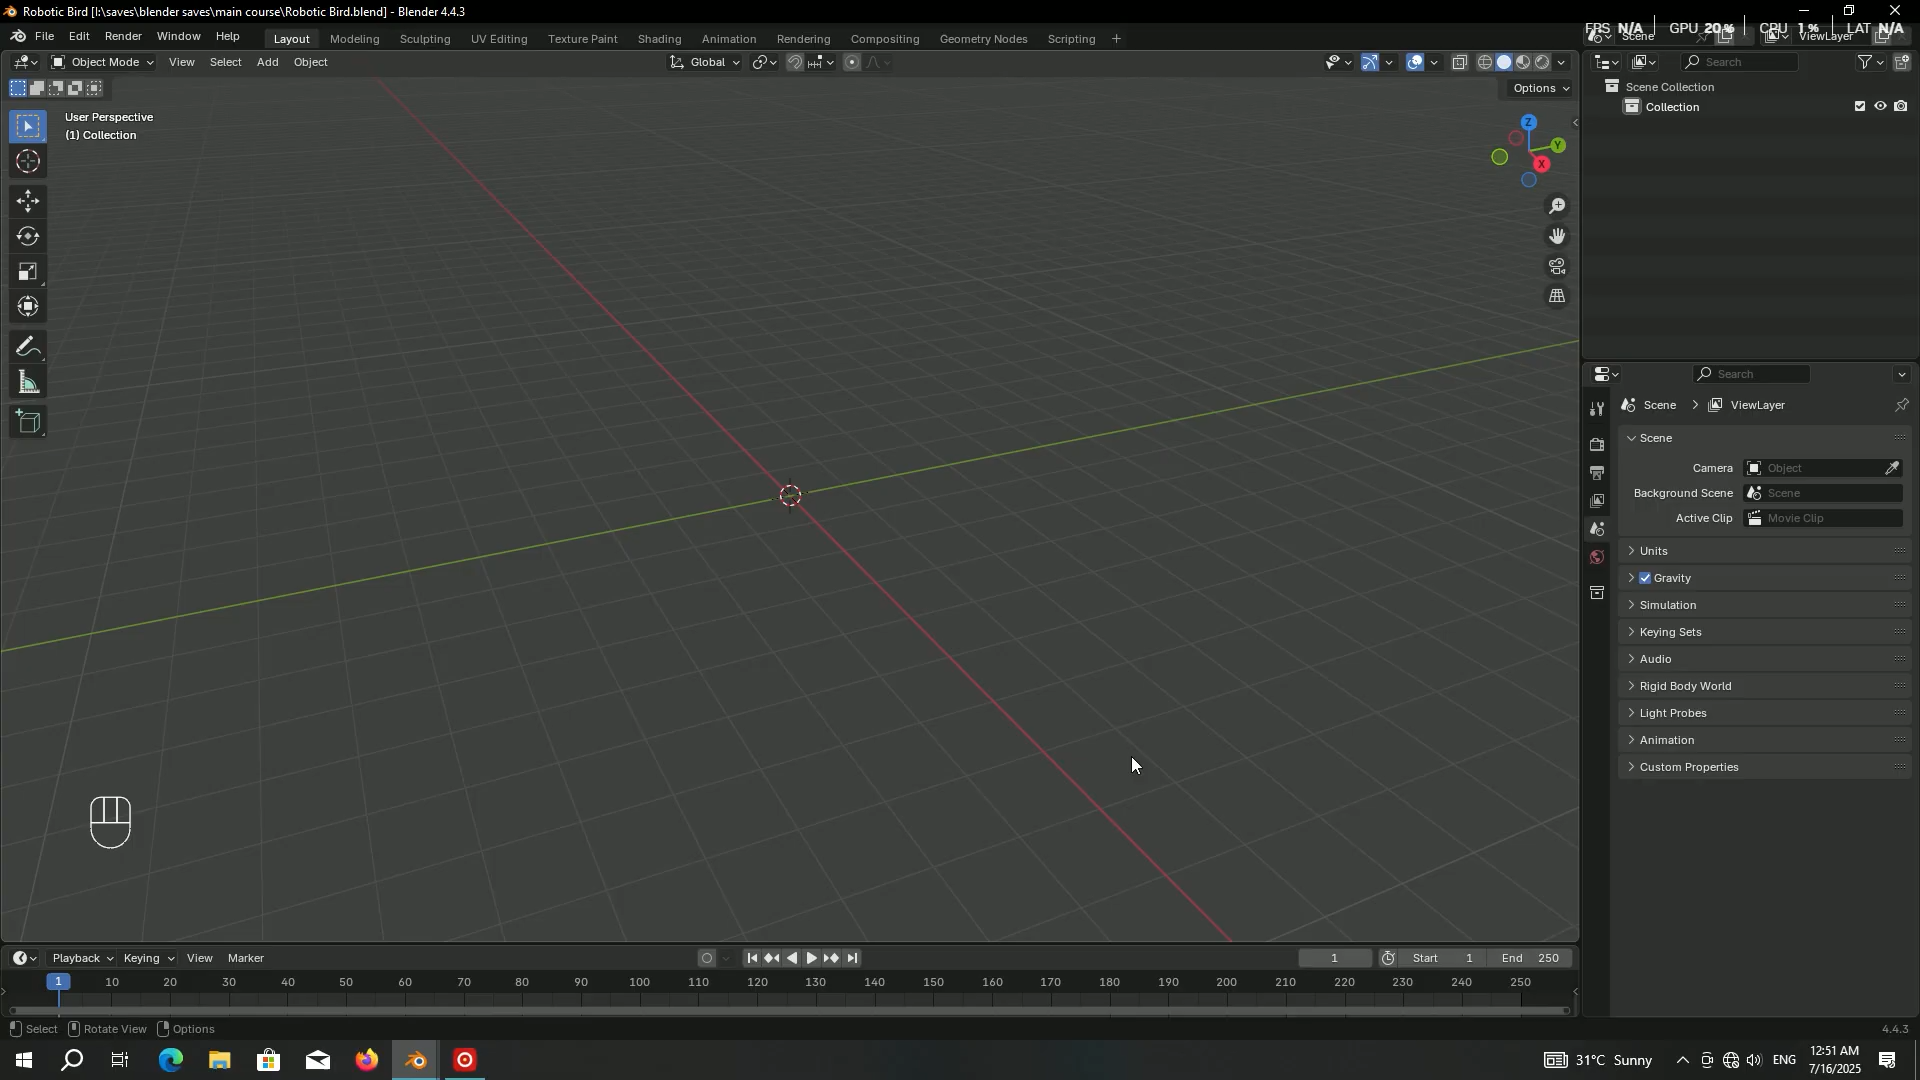 Robotic Bird [I:\saves\blender saves\main course\Robotic Bird.blend] - Blender 4.4.3
File Edit Render Window Help Layout Modeling Sculpting UV Editing Texture Paint Shading Animation Rendering Compositing Geometry Nodes Scripting +
FPS N/A GPU 20 % CPU 1 % LAT N/A
Scene ViewLayer
Object Mode View Select Add Object Global
Search
Options
User Perspective
(1) Collection
Z
Y
X
Scene Collection
Collection
Search
Scene > ViewLayer
Scene
Camera Object
Background Scene Scene
Active Clip Movie Clip
Units
Gravity
Simulation
Keying Sets
Audio
Rigid Body World
Light Probes
Animation
Custom Properties
Playback Keying View Marker 1 Start 1 End 250
1 10 20 30 40 50 60 70 80 90 100 110 120 130 140 150 160 170 180 190 200 210 220 230 240 250
Select Rotate View Options 4.4.3
31°C Sunny ENG 12:51 AM
7/16/2025